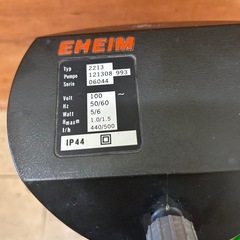 EHEIM
Typ 2213
Pumpe 121308 993
Serie 06044
Volt 100 ~
Hz 50/60
Watt 5/6
Hmax m 1.0/1.5
l/h 440/500
IP44